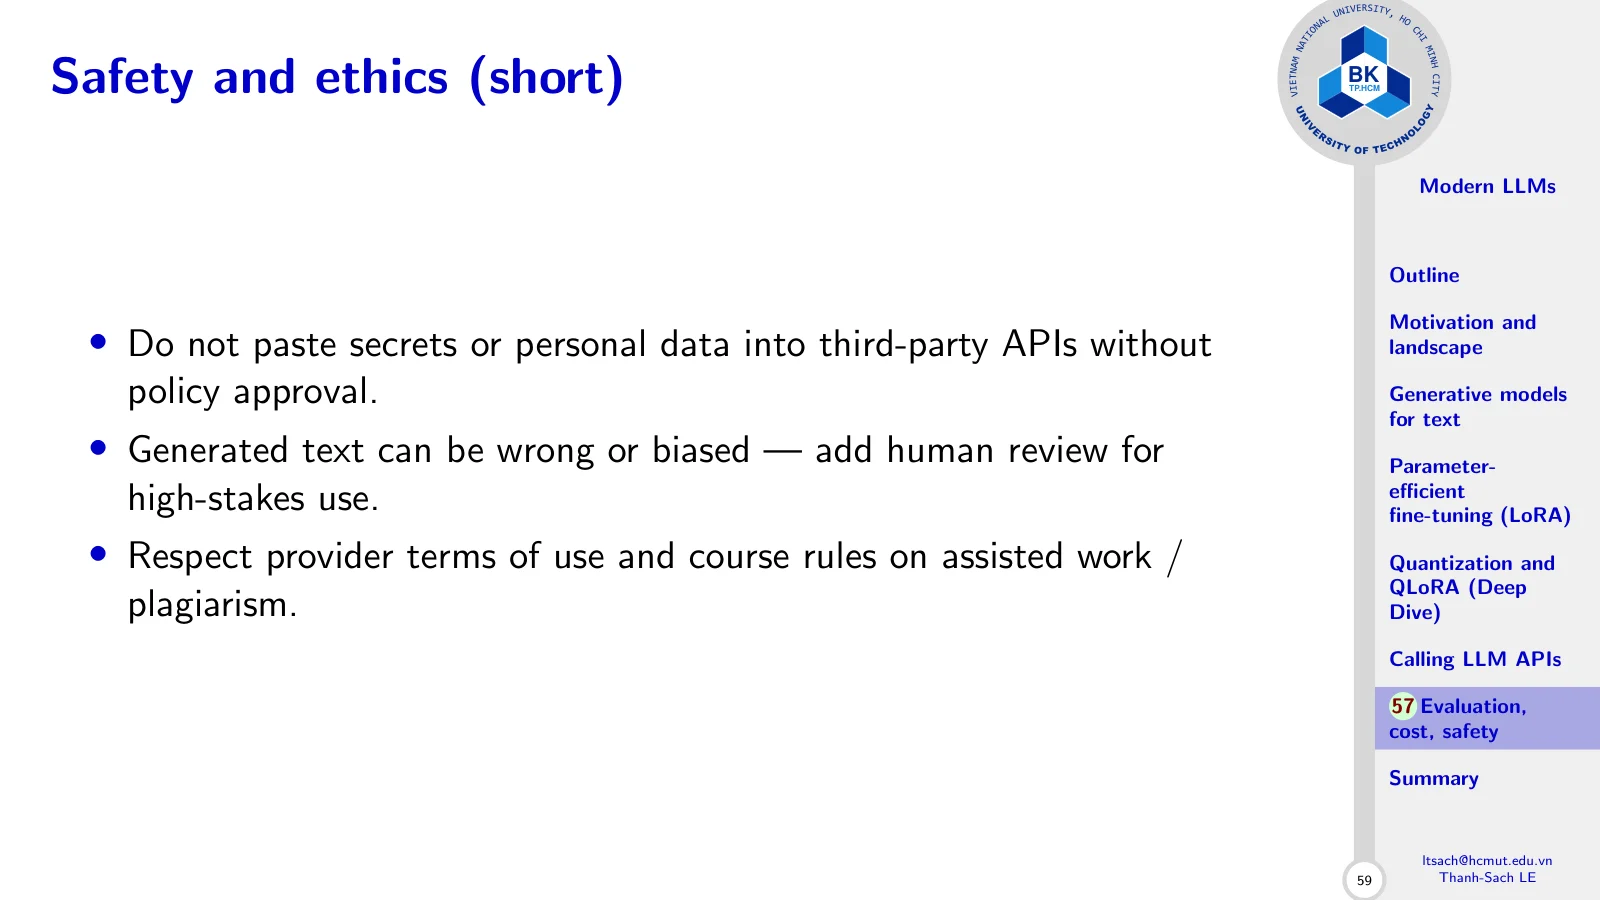 Safety and ethics (short)
• Do not paste secrets or personal data into third-party APIs without
policy approval.
• Generated text can be wrong or biased — add human review for
high-stakes use.
• Respect provider terms of use and course rules on assisted work /
plagiarism.
VIETNAM NATIONAL UNIVERSITY, HO CHI MINH CITY
BK
TP.HCM
UNIVERSITY OF TECHNOLOGY
Modern LLMs
Outline
Motivation and
landscape
Generative models
for text
Parameter-
efficient
fine-tuning (LoRA)
Quantization and
QLoRA (Deep
Dive)
Calling LLM APIs
57 Evaluation,
cost, safety
Summary
ltsach@hcmut.edu.vn
Thanh-Sach LE
59